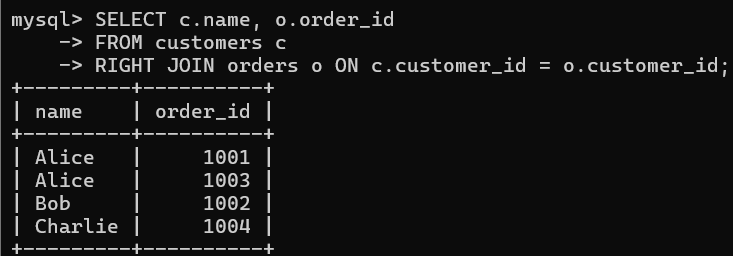 mysql> SELECT c.name, o.order_id
    -> FROM customers c
    -> RIGHT JOIN orders o ON c.customer_id = o.customer_id;
+---------+----------+
| name    | order_id |
+---------+----------+
| Alice   |     1001 |
| Alice   |     1003 |
| Bob     |     1002 |
| Charlie |     1004 |
+---------+----------+